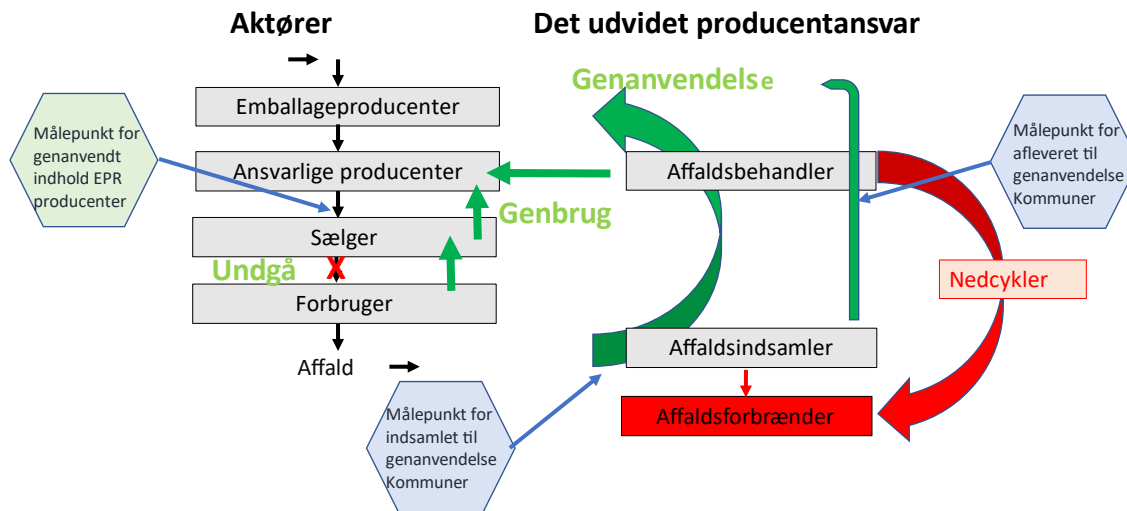 Aktører
Det udvidet producentansvar
Genanvendelse
Emballageproducenter
Målepunkt for
genanvendt
indhold EPR
producenter
Ansvarlige producenter
Affaldsbehandler
Målepunkt for
afleveret til
genanvendelse
Kommuner
Genbrug
Sælger
Undgå
X
Nedcykler
Forbruger
Affaldsindsamler
Affald
Målepunkt for
indsamlet til
genanvendelse
Kommuner
Affaldsforbrænder